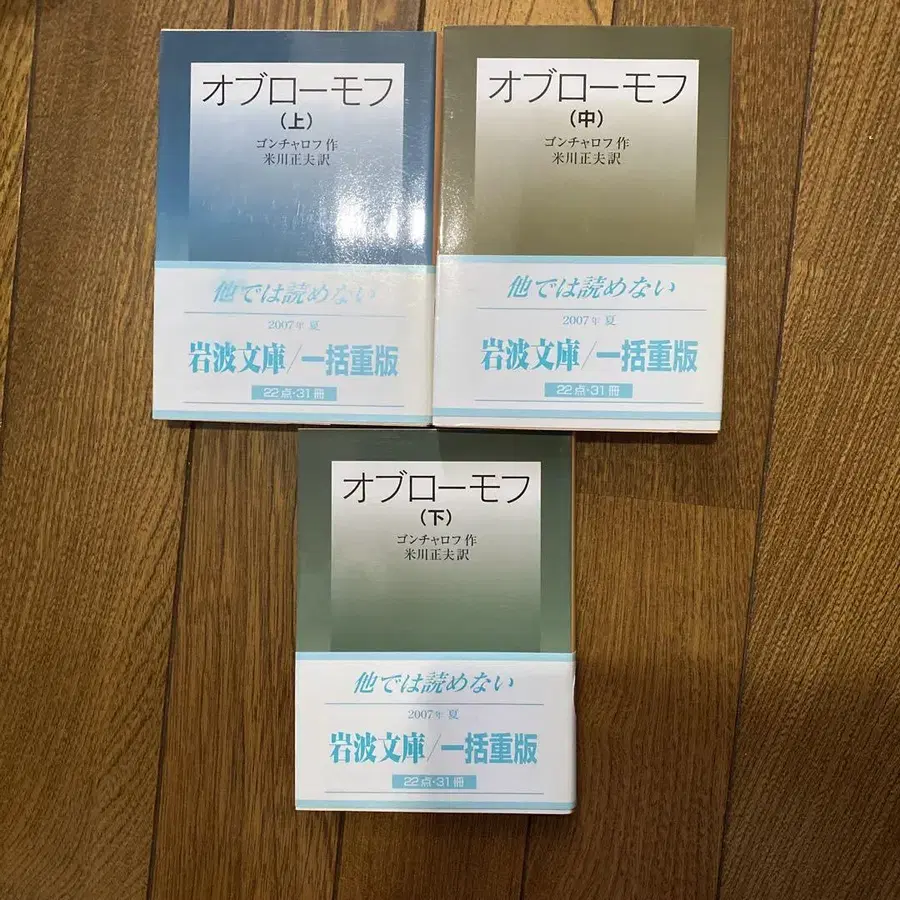 オブローモフ
(上)
ゴンチャロフ作
米川正夫訳
他では読めない
2007年 夏
岩波文庫/一括重版
22点・31冊
オブローモフ
(中)
ゴンチャロフ作
米川正夫訳
他では読めない
2007年 夏
岩波文庫/一括重版
22点・31冊
オブローモフ
(下)
ゴンチャロフ作
米川正夫訳
他では読めない
2007年 夏
岩波文庫/一括重版
22点・31冊